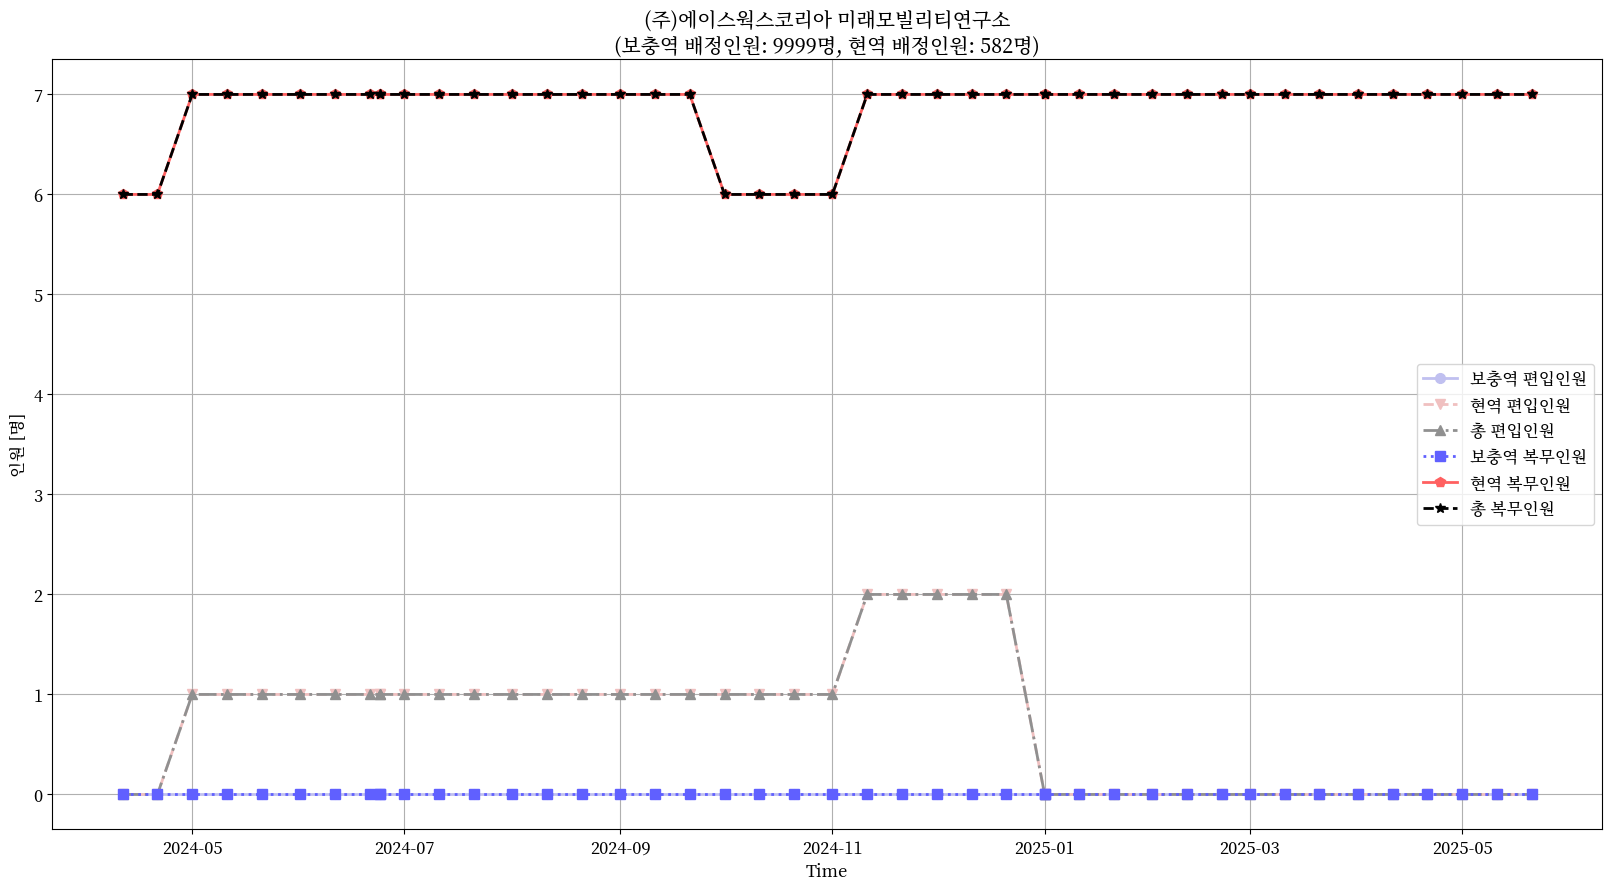 (주)에이스웍스코리아 미래모빌리티연구소
(보충역 배정인원: 9999명, 현역 배정인원: 582명)
7
6
5
4
3
2
1
0
인원 [명]
보충역 편입인원
현역 편입인원
총 편입인원
보충역 복무인원
현역 복무인원
총 복무인원
2024-05 2024-07 2024-09 2024-11 2025-01 2025-03 2025-05
Time